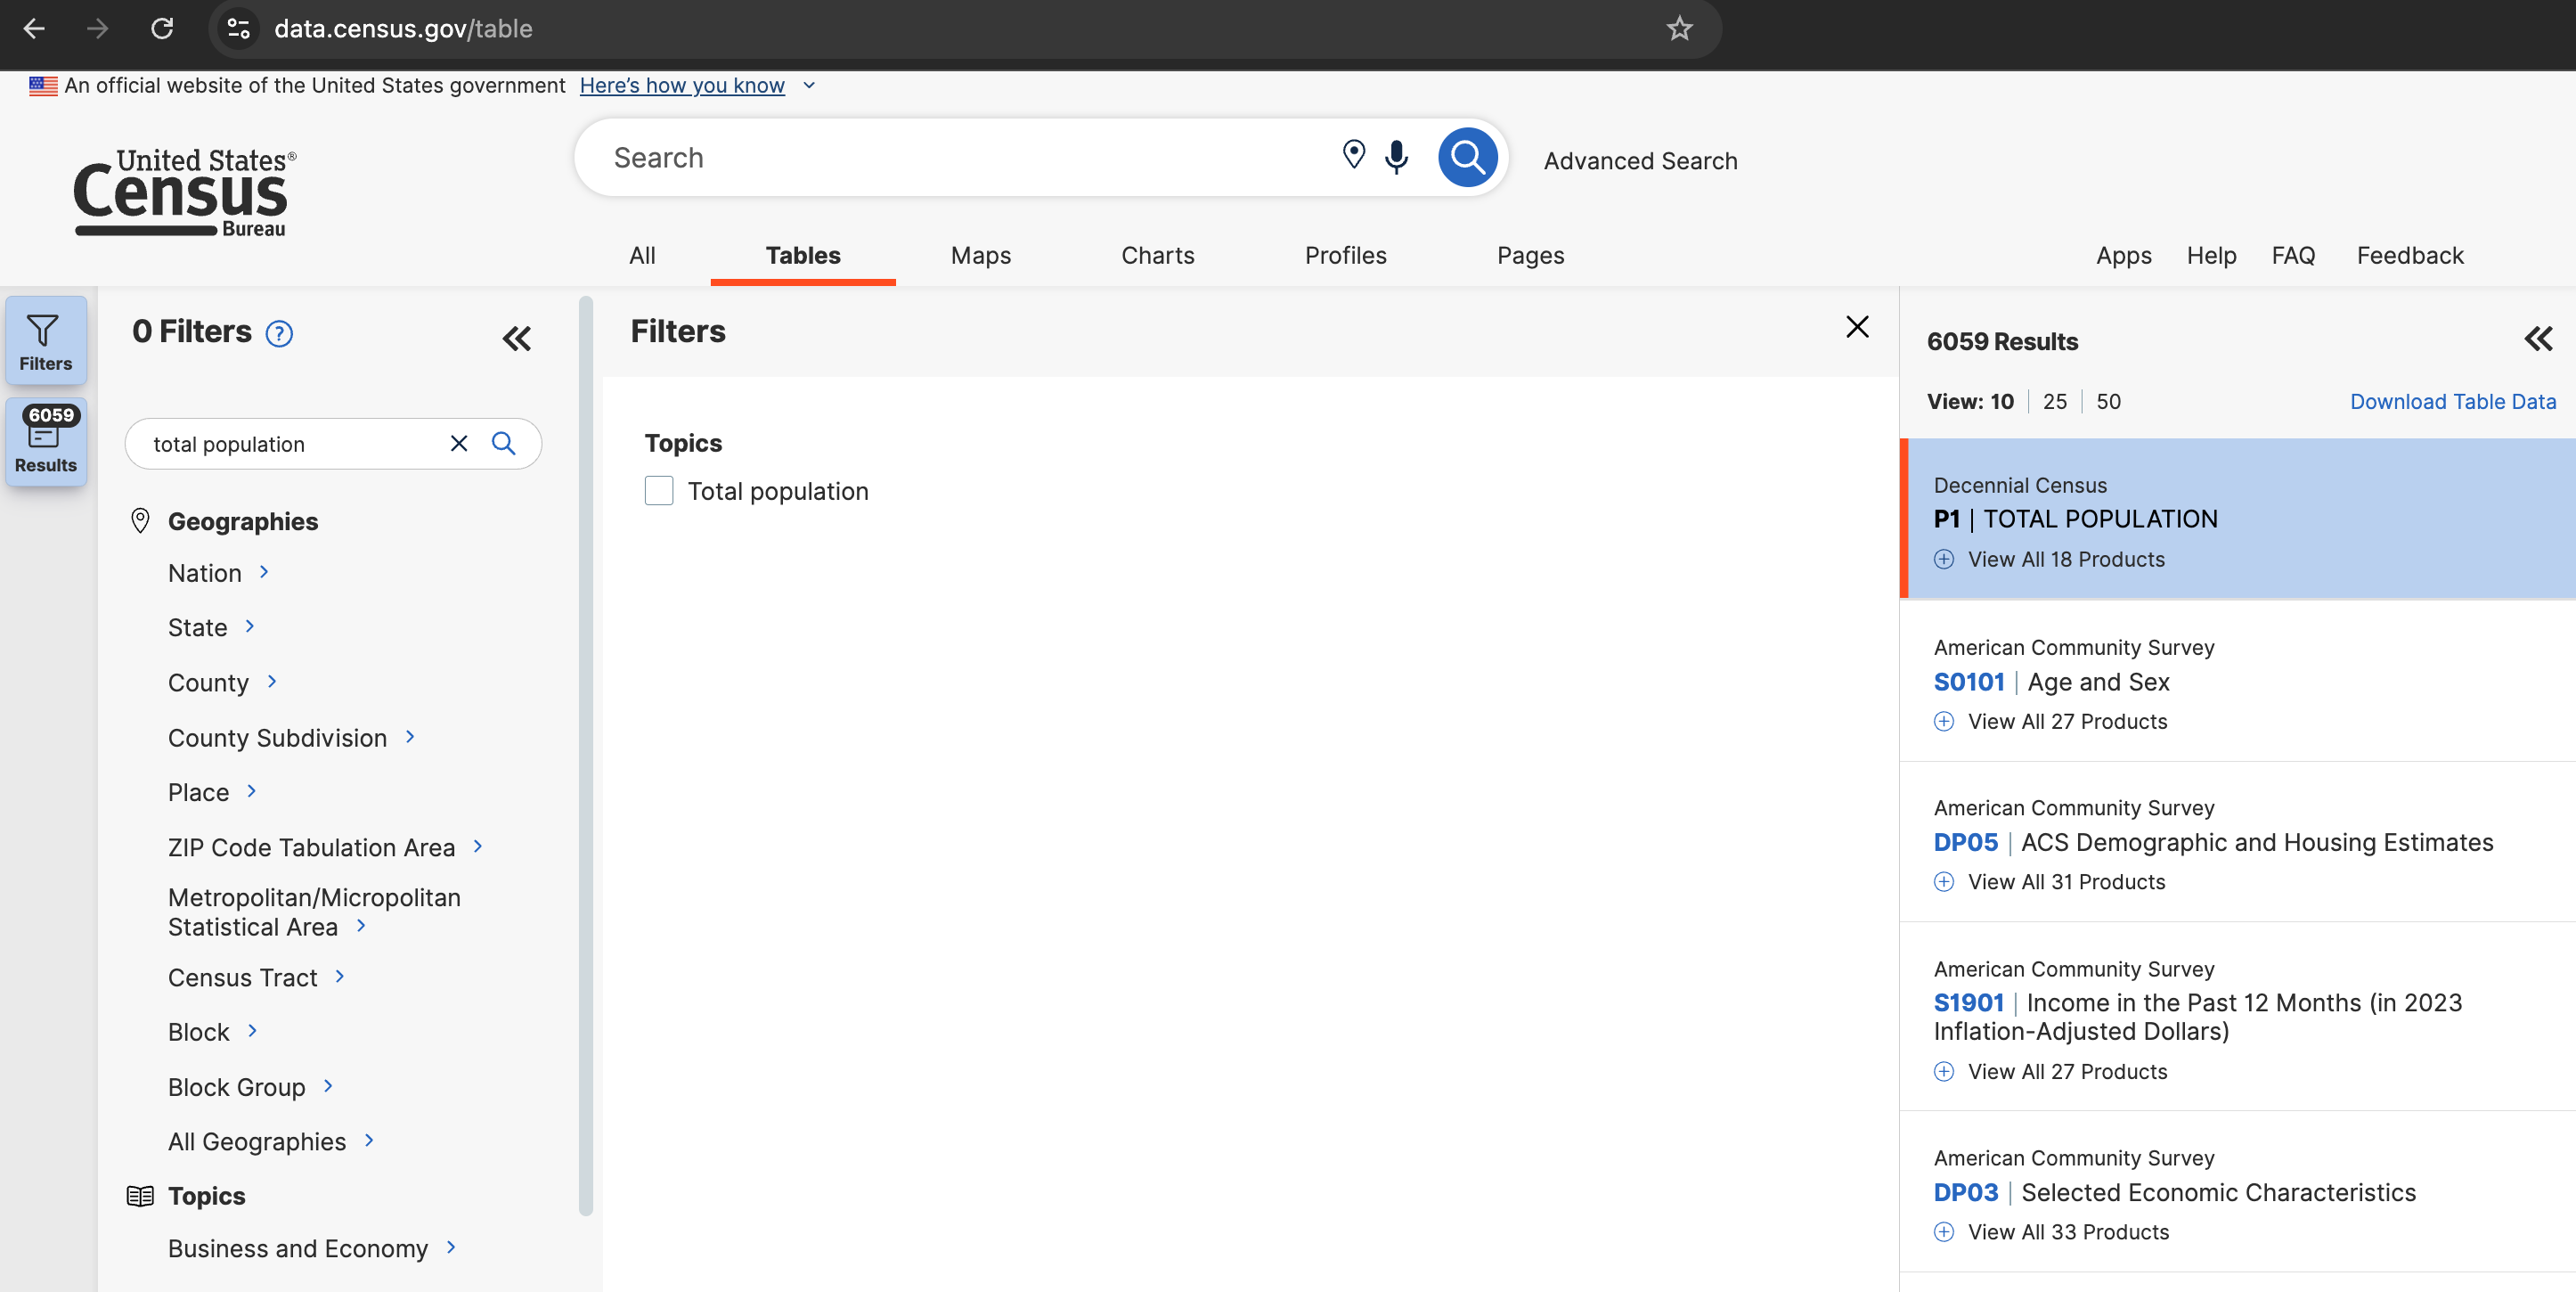 data.census.gov/table
An official website of the United States government Here’s how you know
United States®
Census
Bureau
Search
Advanced Search
All Tables Maps Charts Profiles Pages
Apps Help FAQ Feedback
Filters
6059
Results
0 Filters ?
total population
Geographies
Nation
State
County
County Subdivision
Place
ZIP Code Tabulation Area
Metropolitan/Micropolitan
Statistical Area
Census Tract
Block
Block Group
All Geographies
Topics
Business and Economy
Filters
Topics
Total population
6059 Results
View: 10 | 25 | 50 Download Table Data
Decennial Census
P1 | TOTAL POPULATION
View All 18 Products
American Community Survey
S0101 | Age and Sex
View All 27 Products
American Community Survey
DP05 | ACS Demographic and Housing Estimates
View All 31 Products
American Community Survey
S1901 | Income in the Past 12 Months (in 2023
Inflation-Adjusted Dollars)
View All 27 Products
American Community Survey
DP03 | Selected Economic Characteristics
View All 33 Products